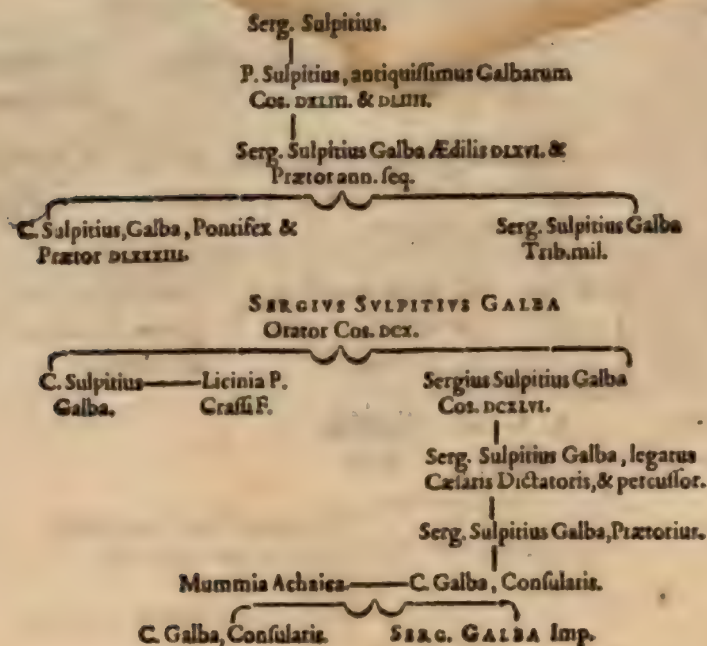 Serg. Sulpitius.
P. Sulpitius, antiquiſſimus Galbarum
Cos. DXLIII. & DLIIII.
Serg. Sulpitius Galba Ædilis DLXVI. &
Prætor ann. ſeq.
C. Sulpitius, Galba, Pontifex &
Prætor DLXXXIII.
Serg. Sulpitius Galba
Trib. mil.
SERGIVS SVLPITIVS GALBA
Orator Cos. DCX.
C. Sulpitius
Galba.
Licinia P.
Craſſi F.
Sergius Sulpitius Galba
Cos. DCXLVI.
Serg. Sulpitius Galba, legatus
Cæſaris Dictatoris, & percuſſor.
Serg. Sulpitius Galba, Prætorius.
Mummia Achaica
C. Galba, Conſularis.
C. Galba, Conſularis.
SERG. GALBA Imp.